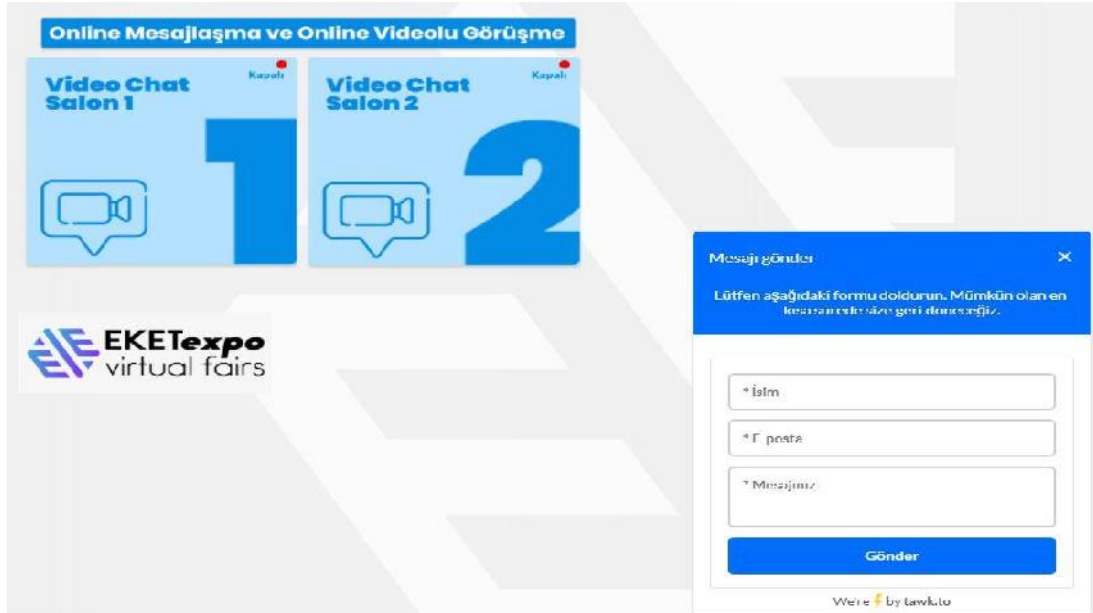 Online Mesajlaşma ve Online Videolu Görüşme
Video Chat
Salon 1
Kapalı
Video Chat
Salon 2
Kapalı
1
2
EKETexpo
virtual fairs
Mesajı gönder
Lütfen aşağıdaki formu doldurun. Mümkün olan en
kısa sürede size geri döneceğiz.
* İsim
* E-posta
* Mesajınız
Gönder
We're ⚡ by tawk.to